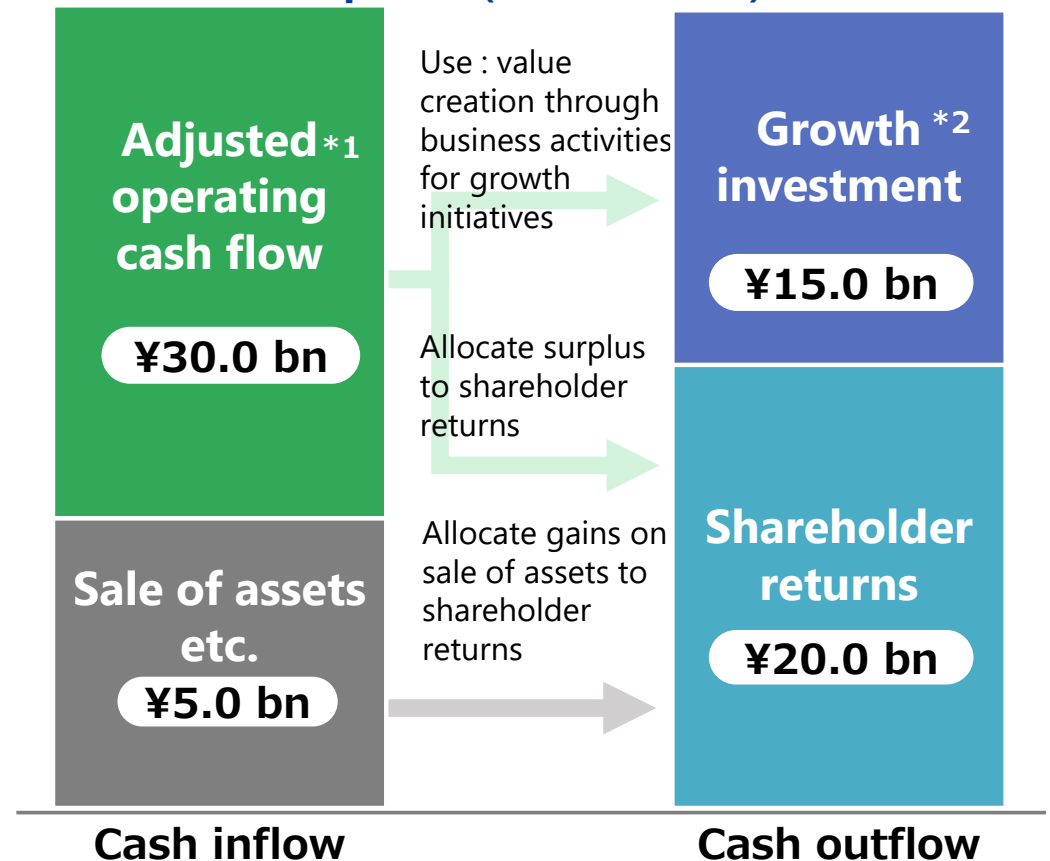 Adjusted *1
operating
cash flow
¥30.0 bn
Sale of assets
etc.
¥5.0 bn
Cash inflow
Use : value
creation through
business activities
for growth
initiatives
Allocate surplus
to shareholder
returns
Allocate gains on
sale of assets to
shareholder
returns
Growth *2
investment
¥15.0 bn
Shareholder
returns
¥20.0 bn
Cash outflow